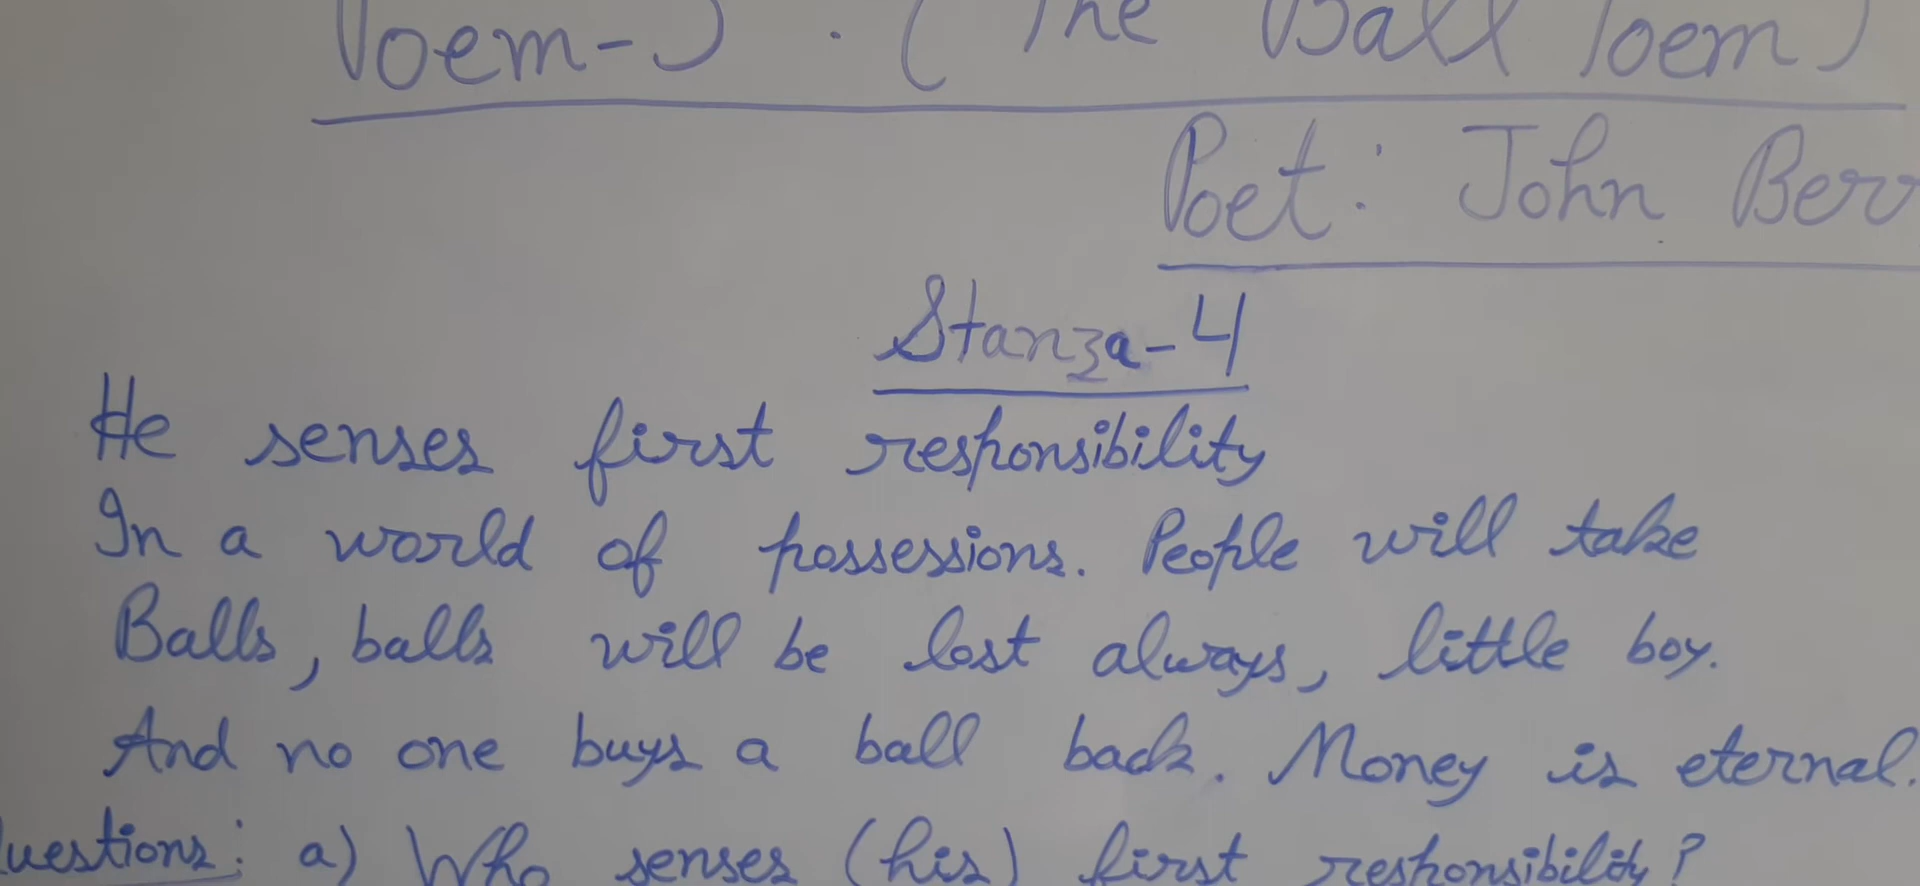 Poem-5. (The Ball Poem)
Poet: John Berr
Stanza-4
He senses first responsibility
In a world of possessions. People will take
Balls, balls will be lost always, little boy.
And no one buys a ball back. Money is eternal.
uestions: a) Who senses (his) first responsibility?